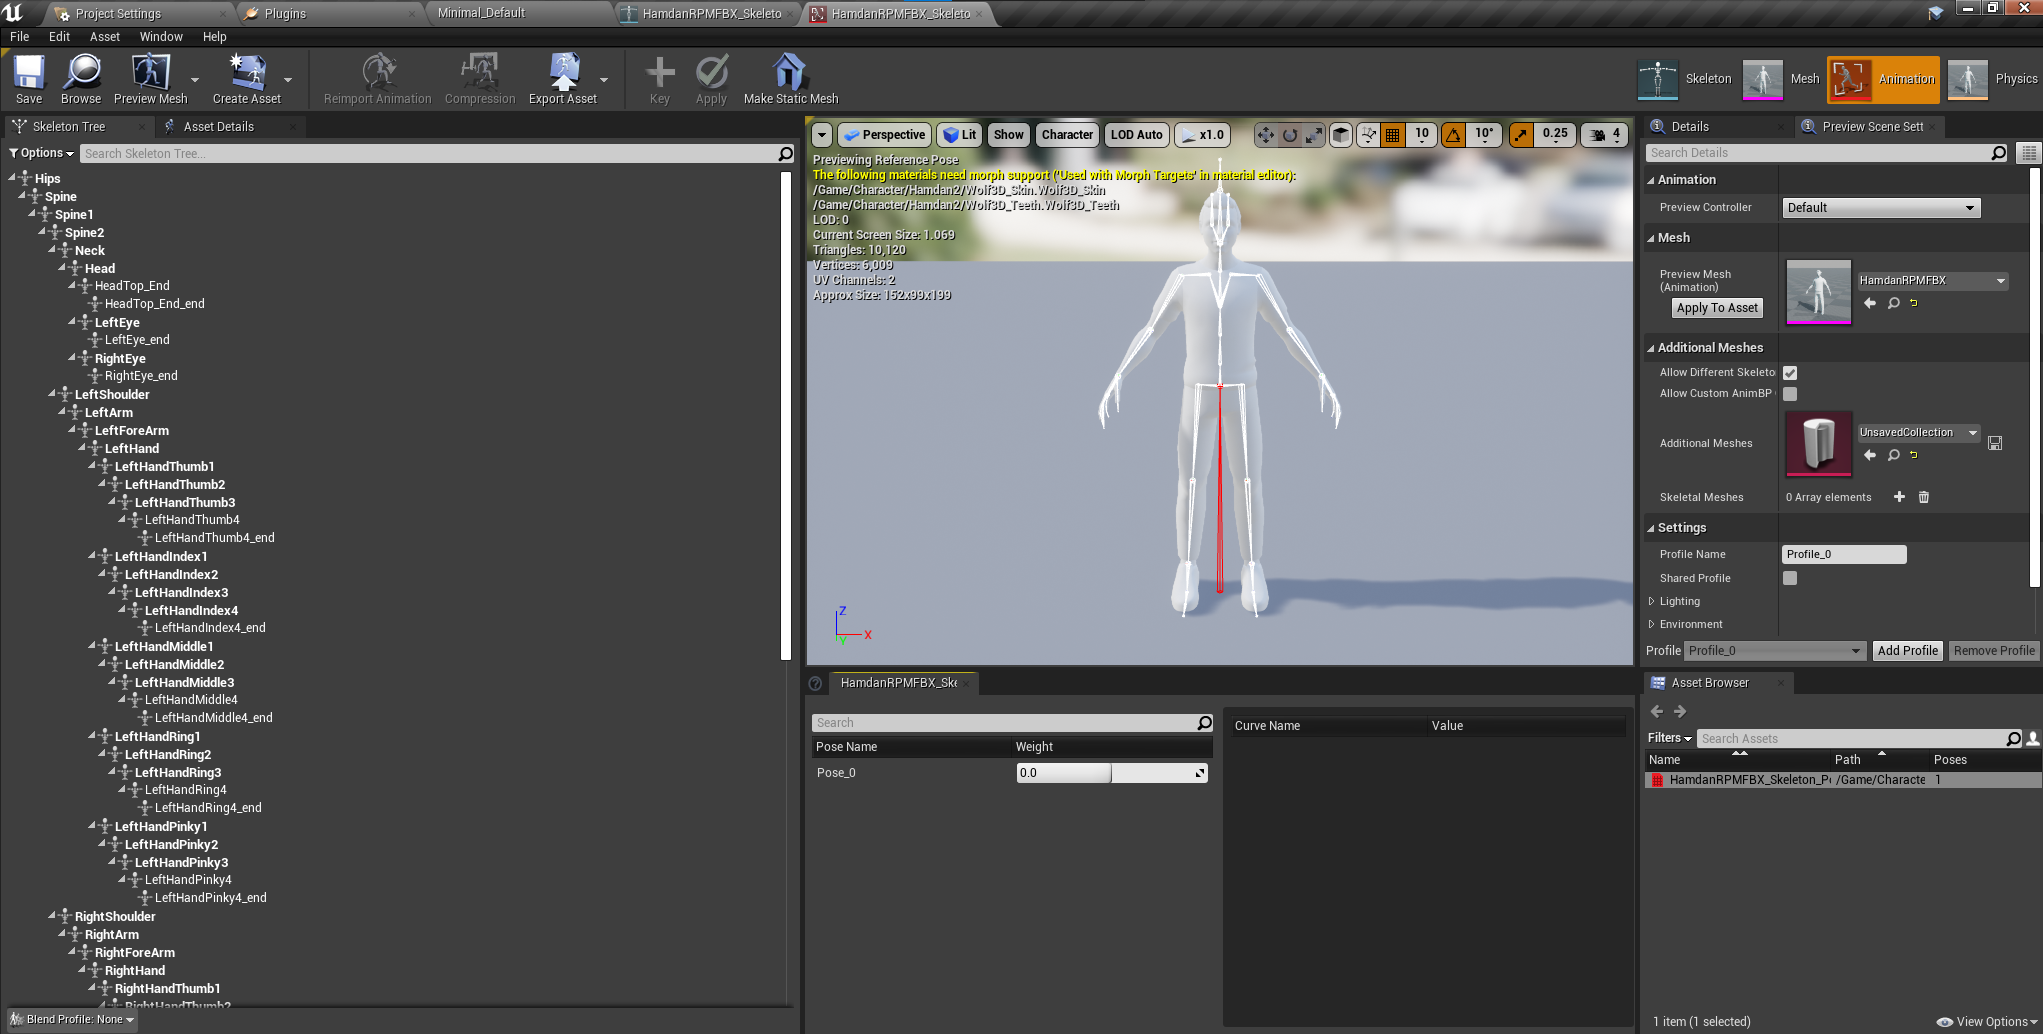 Project Settings
Plugins
Minimal_Default
HamdanRPMFBX_Skeleto
HamdanRPMFBX_Skeleto
File Edit Asset Window Help
Save
Browse
Preview Mesh
Create Asset
Reimport Animation
Compression
Export Asset
Key
Apply
Make Static Mesh
Skeleton
Mesh
Animation
Physics
Skeleton Tree
Asset Details
Options
Search Skeleton Tree...
Hips
Spine
Spine1
Spine2
Neck
Head
HeadTop_End
HeadTop_End_end
LeftEye
LeftEye_end
RightEye
RightEye_end
LeftShoulder
LeftArm
LeftForeArm
LeftHand
LeftHandThumb1
LeftHandThumb2
LeftHandThumb3
LeftHandThumb4
LeftHandThumb4_end
LeftHandIndex1
LeftHandIndex2
LeftHandIndex3
LeftHandIndex4
LeftHandIndex4_end
LeftHandMiddle1
LeftHandMiddle2
LeftHandMiddle3
LeftHandMiddle4
LeftHandMiddle4_end
LeftHandRing1
LeftHandRing2
LeftHandRing3
LeftHandRing4
LeftHandRing4_end
LeftHandPinky1
LeftHandPinky2
LeftHandPinky3
LeftHandPinky4
LeftHandPinky4_end
RightShoulder
RightArm
RightForeArm
RightHand
RightHandThumb1
RightHandThumb2
Blend Profile: None
Perspective
Lit
Show
Character
LOD Auto
x1.0
10
10°
0.25
4
Previewing Reference Pose
The following materials need morph support ('Used with Morph Targets' in material editor):
/Game/Character/Hamdan2/Wolf3D_Skin.Wolf3D_Skin
/Game/Character/Hamdan2/Wolf3D_Teeth.Wolf3D_Teeth
LOD: 0
Current Screen Size: 1.069
Triangles: 10,120
Vertices: 6,009
UV Channels: 2
Approx Size: 152x99x199
Z
X
Y
HamdanRPMFBX_Ske
Search
Pose Name Weight
Pose_0 0.0
Curve Name Value
Details
Preview Scene Sett
Search Details
Animation
Preview Controller Default
Mesh
Preview Mesh
(Animation)
Apply To Asset
HamdanRPMFBX
Additional Meshes
Allow Different Skeleto
Allow Custom AnimBP
Additional Meshes
UnsavedCollection
Skeletal Meshes 0 Array elements
Settings
Profile Name Profile_0
Shared Profile
Lighting
Environment
Profile Profile_0 Add Profile Remove Profile
Asset Browser
Filters Search Assets
Name Path Poses
HamdanRPMFBX_Skeleton_P /Game/Characte 1
1 item (1 selected)
View Options